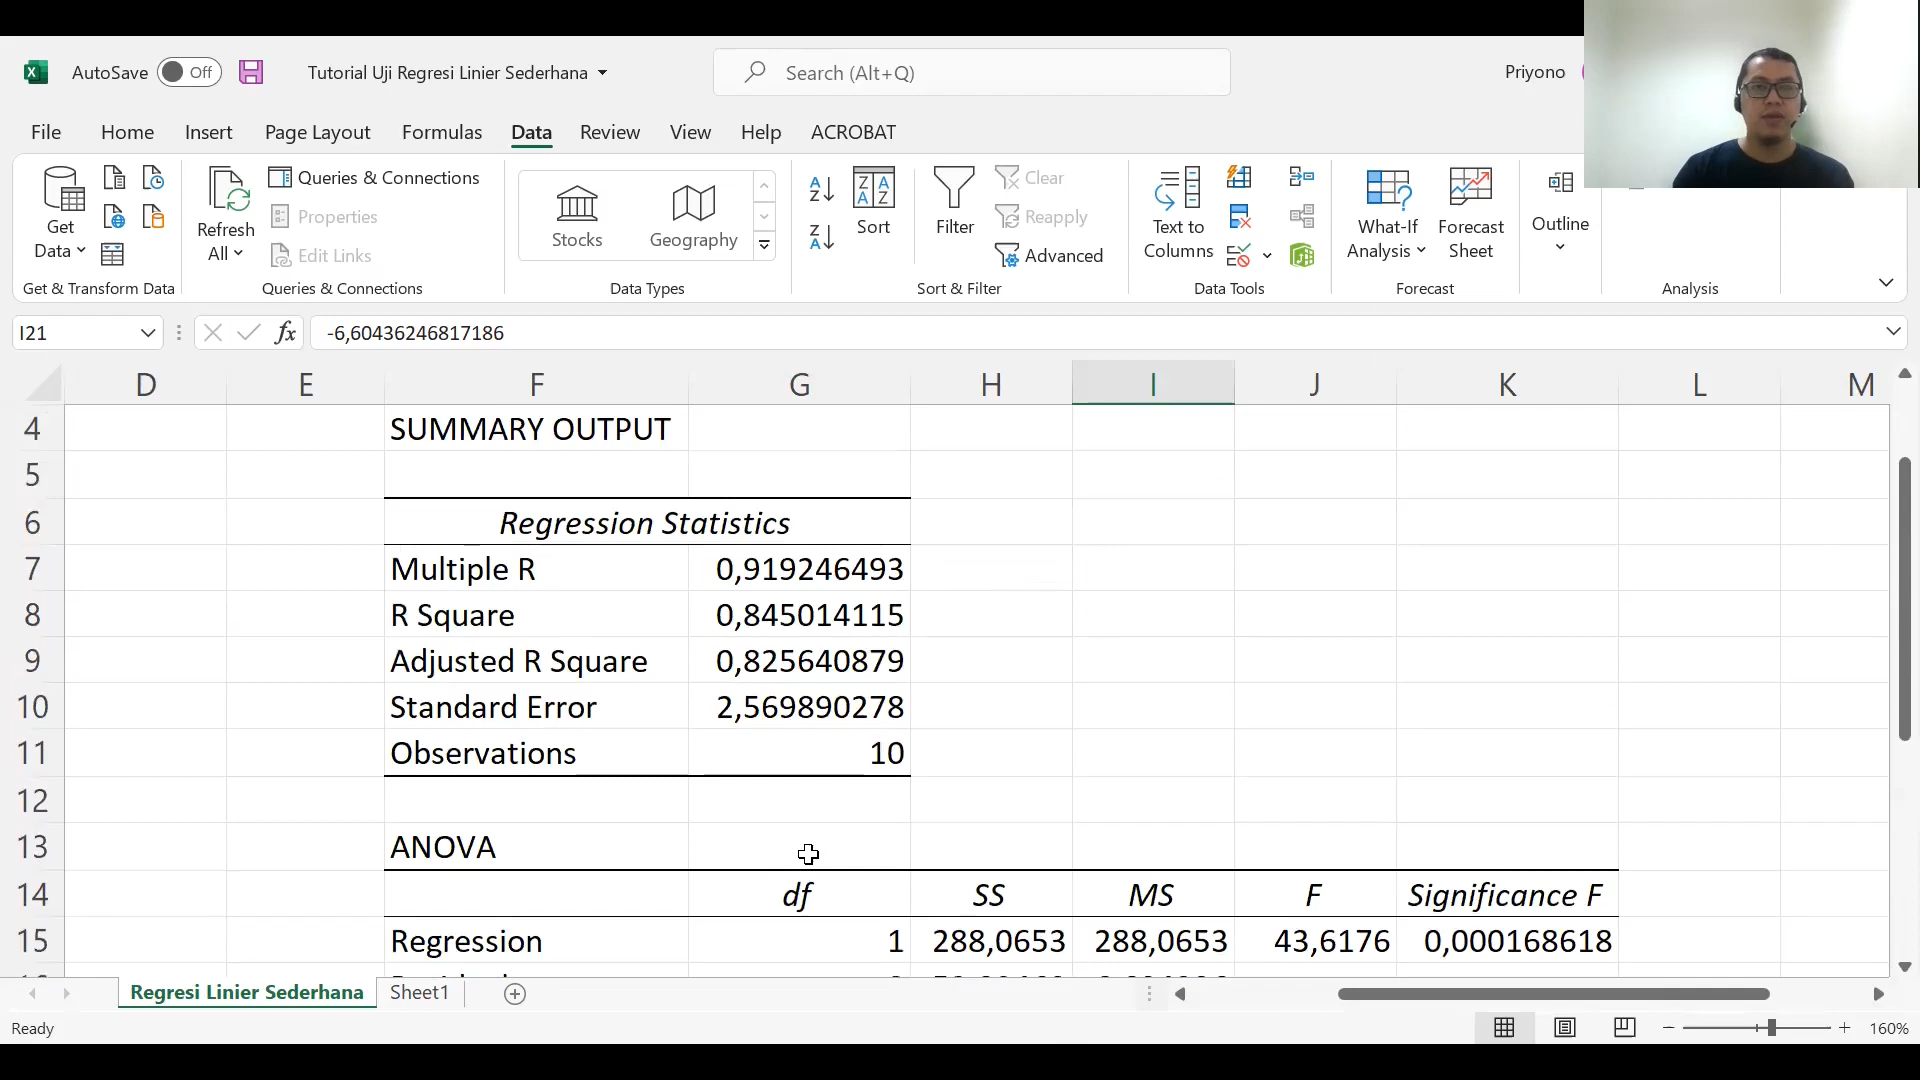 AutoSave Off Tutorial Uji Regresi Linier Sederhana Search (Alt+Q) Priyono
File Home Insert Page Layout Formulas Data Review View Help ACROBAT
Get Data
Refresh All
Queries & Connections
Properties
Edit Links
Stocks
Geography
Sort
Filter
Clear
Reapply
Advanced
Text to Columns
What-If Analysis
Forecast Sheet
Outline
Get & Transform Data Queries & Connections Data Types Sort & Filter Data Tools Forecast Analysis
I21 fx -6,60436246817186
D E F G H I J K L M
4 SUMMARY OUTPUT
5
6 Regression Statistics
7 Multiple R 0,919246493
8 R Square 0,845014115
9 Adjusted R Square 0,825640879
10 Standard Error 2,569890278
11 Observations 10
12
13 ANOVA
14 df SS MS F Significance F
15 Regression 1 288,0653 288,0653 43,6176 0,000168618
Regresi Linier Sederhana Sheet1
Ready 160%